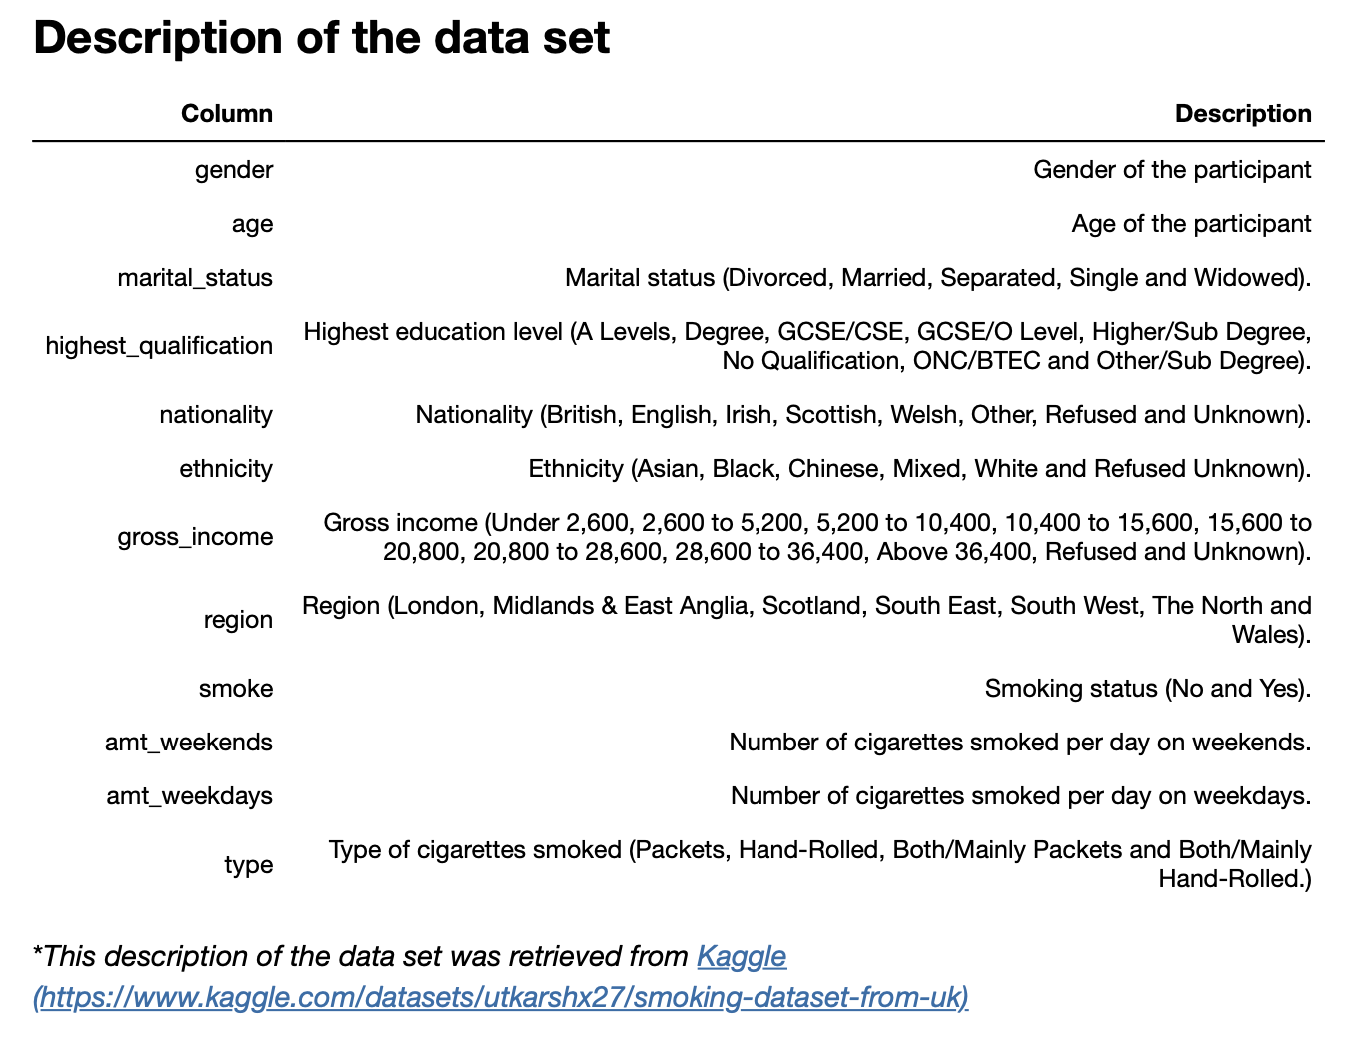 Description of the data set
Column Description
gender Gender of the participant
age Age of the participant
marital_status Marital status (Divorced, Married, Separated, Single and Widowed).
highest_qualification Highest education level (A Levels, Degree, GCSE/CSE, GCSE/O Level, Higher/Sub Degree,
No Qualification, ONC/BTEC and Other/Sub Degree).
nationality Nationality (British, English, Irish, Scottish, Welsh, Other, Refused and Unknown).
ethnicity Ethnicity (Asian, Black, Chinese, Mixed, White and Refused Unknown).
gross_income Gross income (Under 2,600, 2,600 to 5,200, 5,200 to 10,400, 10,400 to 15,600, 15,600 to
20,800, 20,800 to 28,600, 28,600 to 36,400, Above 36,400, Refused and Unknown).
region Region (London, Midlands & East Anglia, Scotland, South East, South West, The North and
Wales).
smoke Smoking status (No and Yes).
amt_weekends Number of cigarettes smoked per day on weekends.
amt_weekdays Number of cigarettes smoked per day on weekdays.
type Type of cigarettes smoked (Packets, Hand-Rolled, Both/Mainly Packets and Both/Mainly
Hand-Rolled.)
*This description of the data set was retrieved from Kaggle
(https://www.kaggle.com/datasets/utkarshx27/smoking-dataset-from-uk)